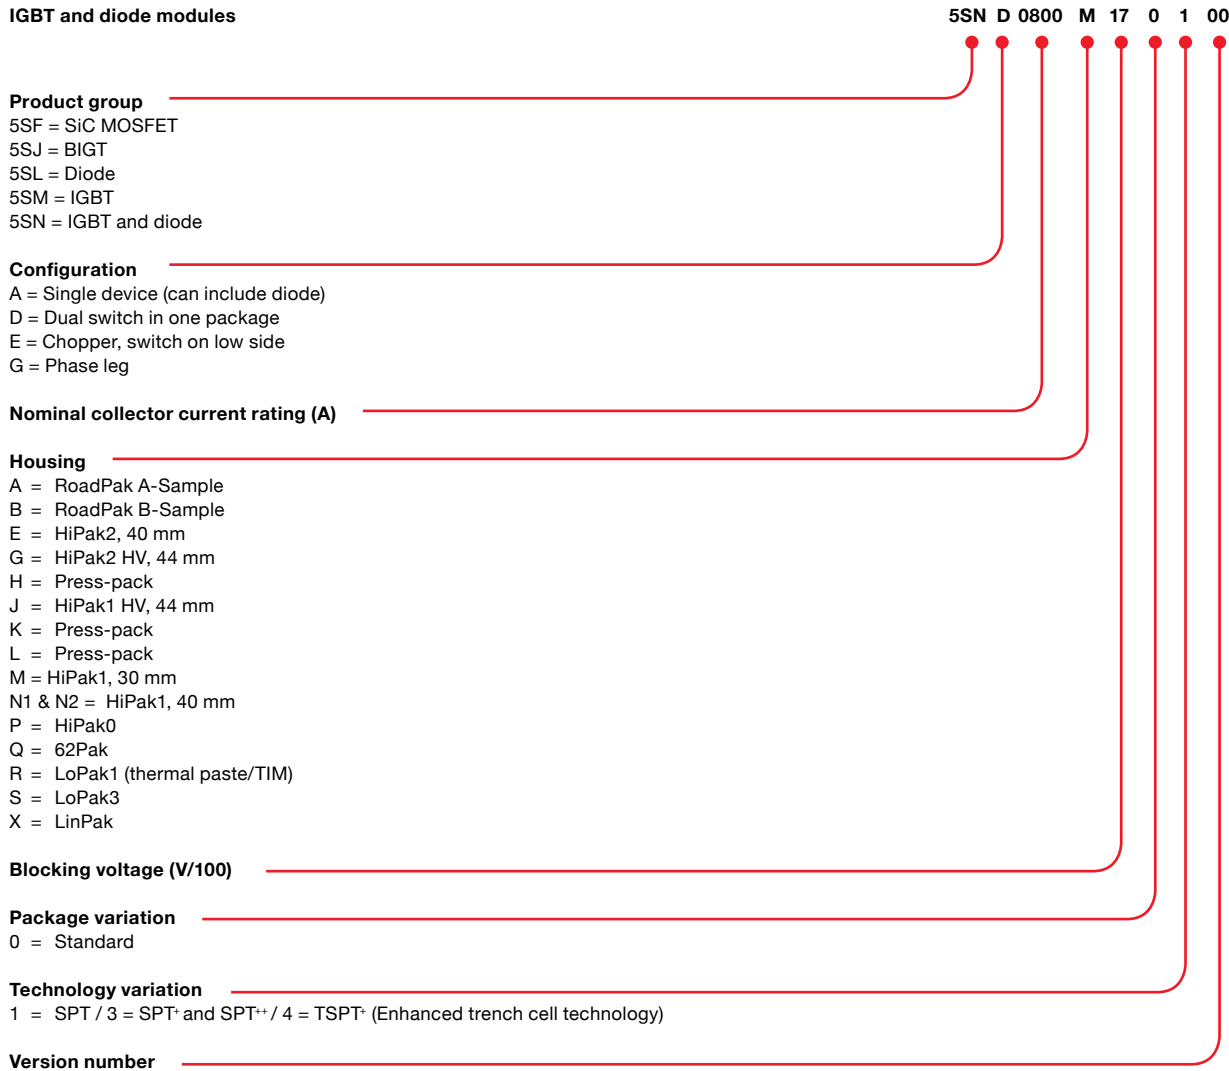 IGBT and diode modules 5SN D 0800 M 17 0 1 00
Product group
5SF = SiC MOSFET
5SJ = BIGT
5SL = Diode
5SM = IGBT
5SN = IGBT and diode
Configuration
A = Single device (can include diode)
D = Dual switch in one package
E = Chopper, switch on low side
G = Phase leg
Nominal collector current rating (A)
Housing
A = RoadPak A-Sample
B = RoadPak B-Sample
E = HiPak2, 40 mm
G = HiPak2 HV, 44 mm
H = Press-pack
J = HiPak1 HV, 44 mm
K = Press-pack
L = Press-pack
M = HiPak1, 30 mm
N1 & N2 = HiPak1, 40 mm
P = HiPak0
Q = 62Pak
R = LoPak1 (thermal paste/TIM)
S = LoPak3
X = LinPak
Blocking voltage (V/100)
Package variation
0 = Standard
Technology variation
1 = SPT / 3 = SPT⁺ and SPT⁺⁺ / 4 = TSPT⁺ (Enhanced trench cell technology)
Version number